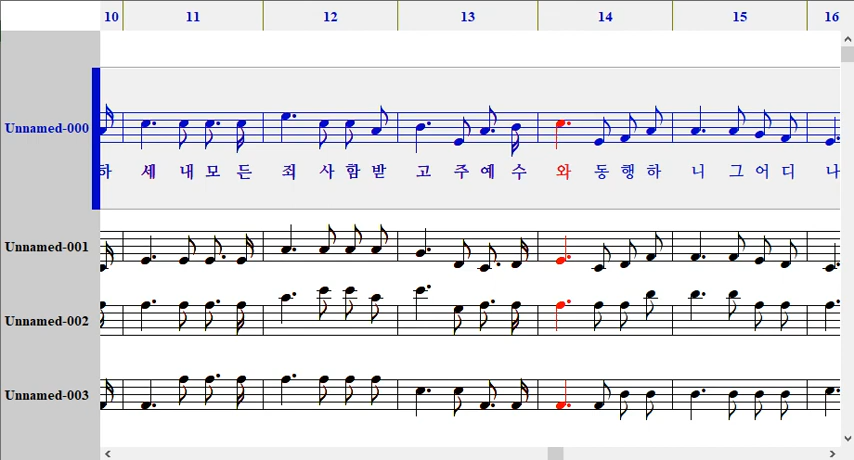 10 11 12 13 14 15 16
Unnamed-000
하 세 내 모 든 죄 사 함 받 고 주 예 수 와 동 행 하 니 그 어 디 나
Unnamed-001
Unnamed-002
Unnamed-003